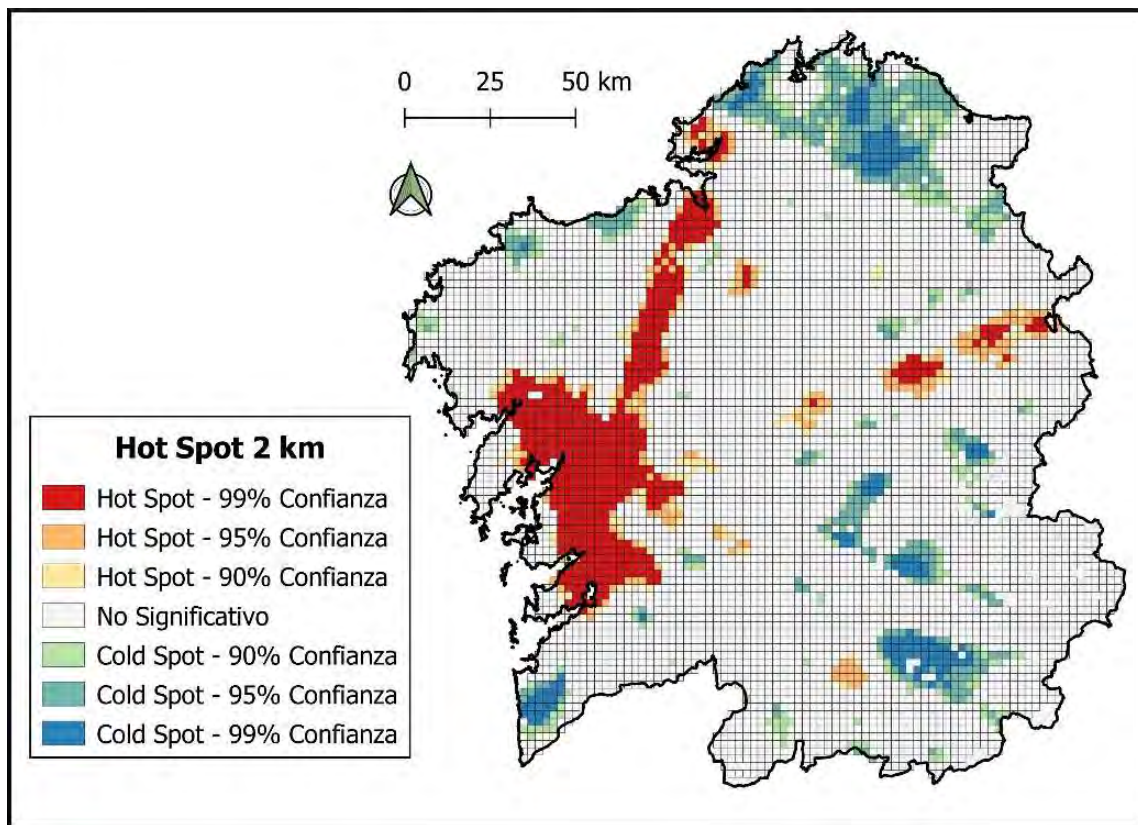 0 25 50 km
Hot Spot 2 km
Hot Spot - 99% Confianza
Hot Spot - 95% Confianza
Hot Spot - 90% Confianza
No Significativo
Cold Spot - 90% Confianza
Cold Spot - 95% Confianza
Cold Spot - 99% Confianza